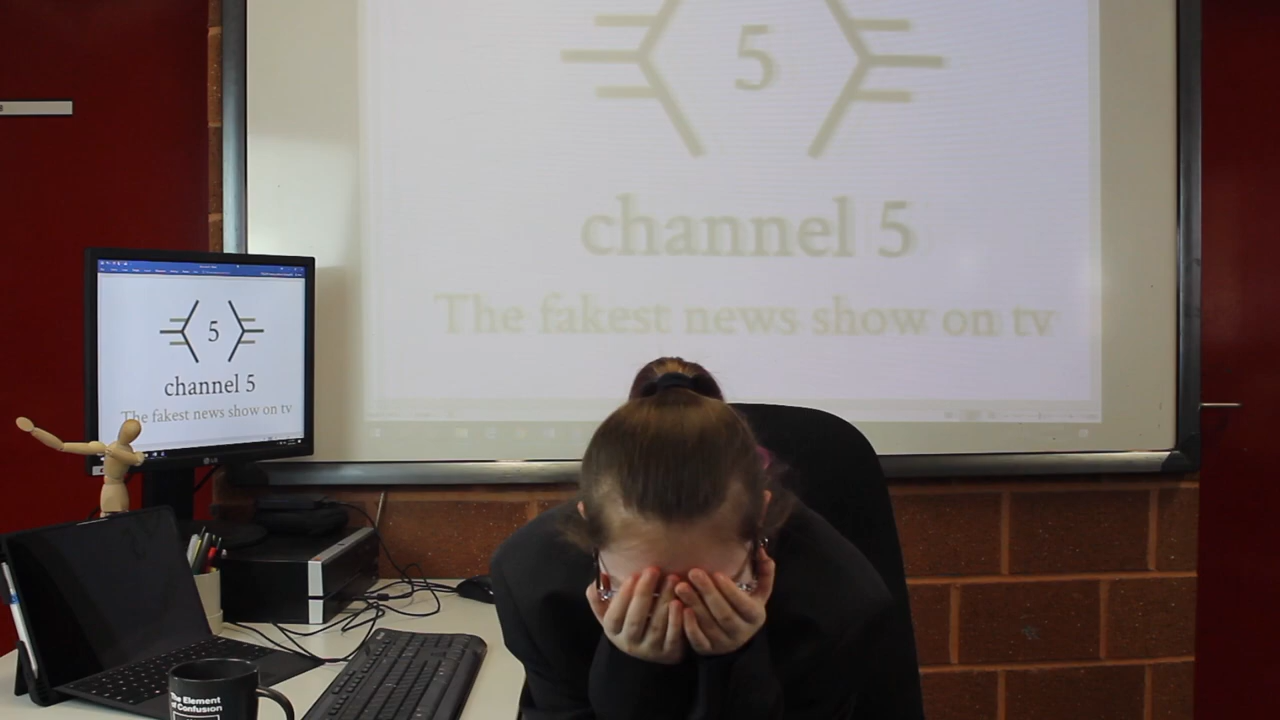 5
channel 5
The fakest news show on tv
5
channel 5
The fakest news show on tv
LG
The Element
of Confusion